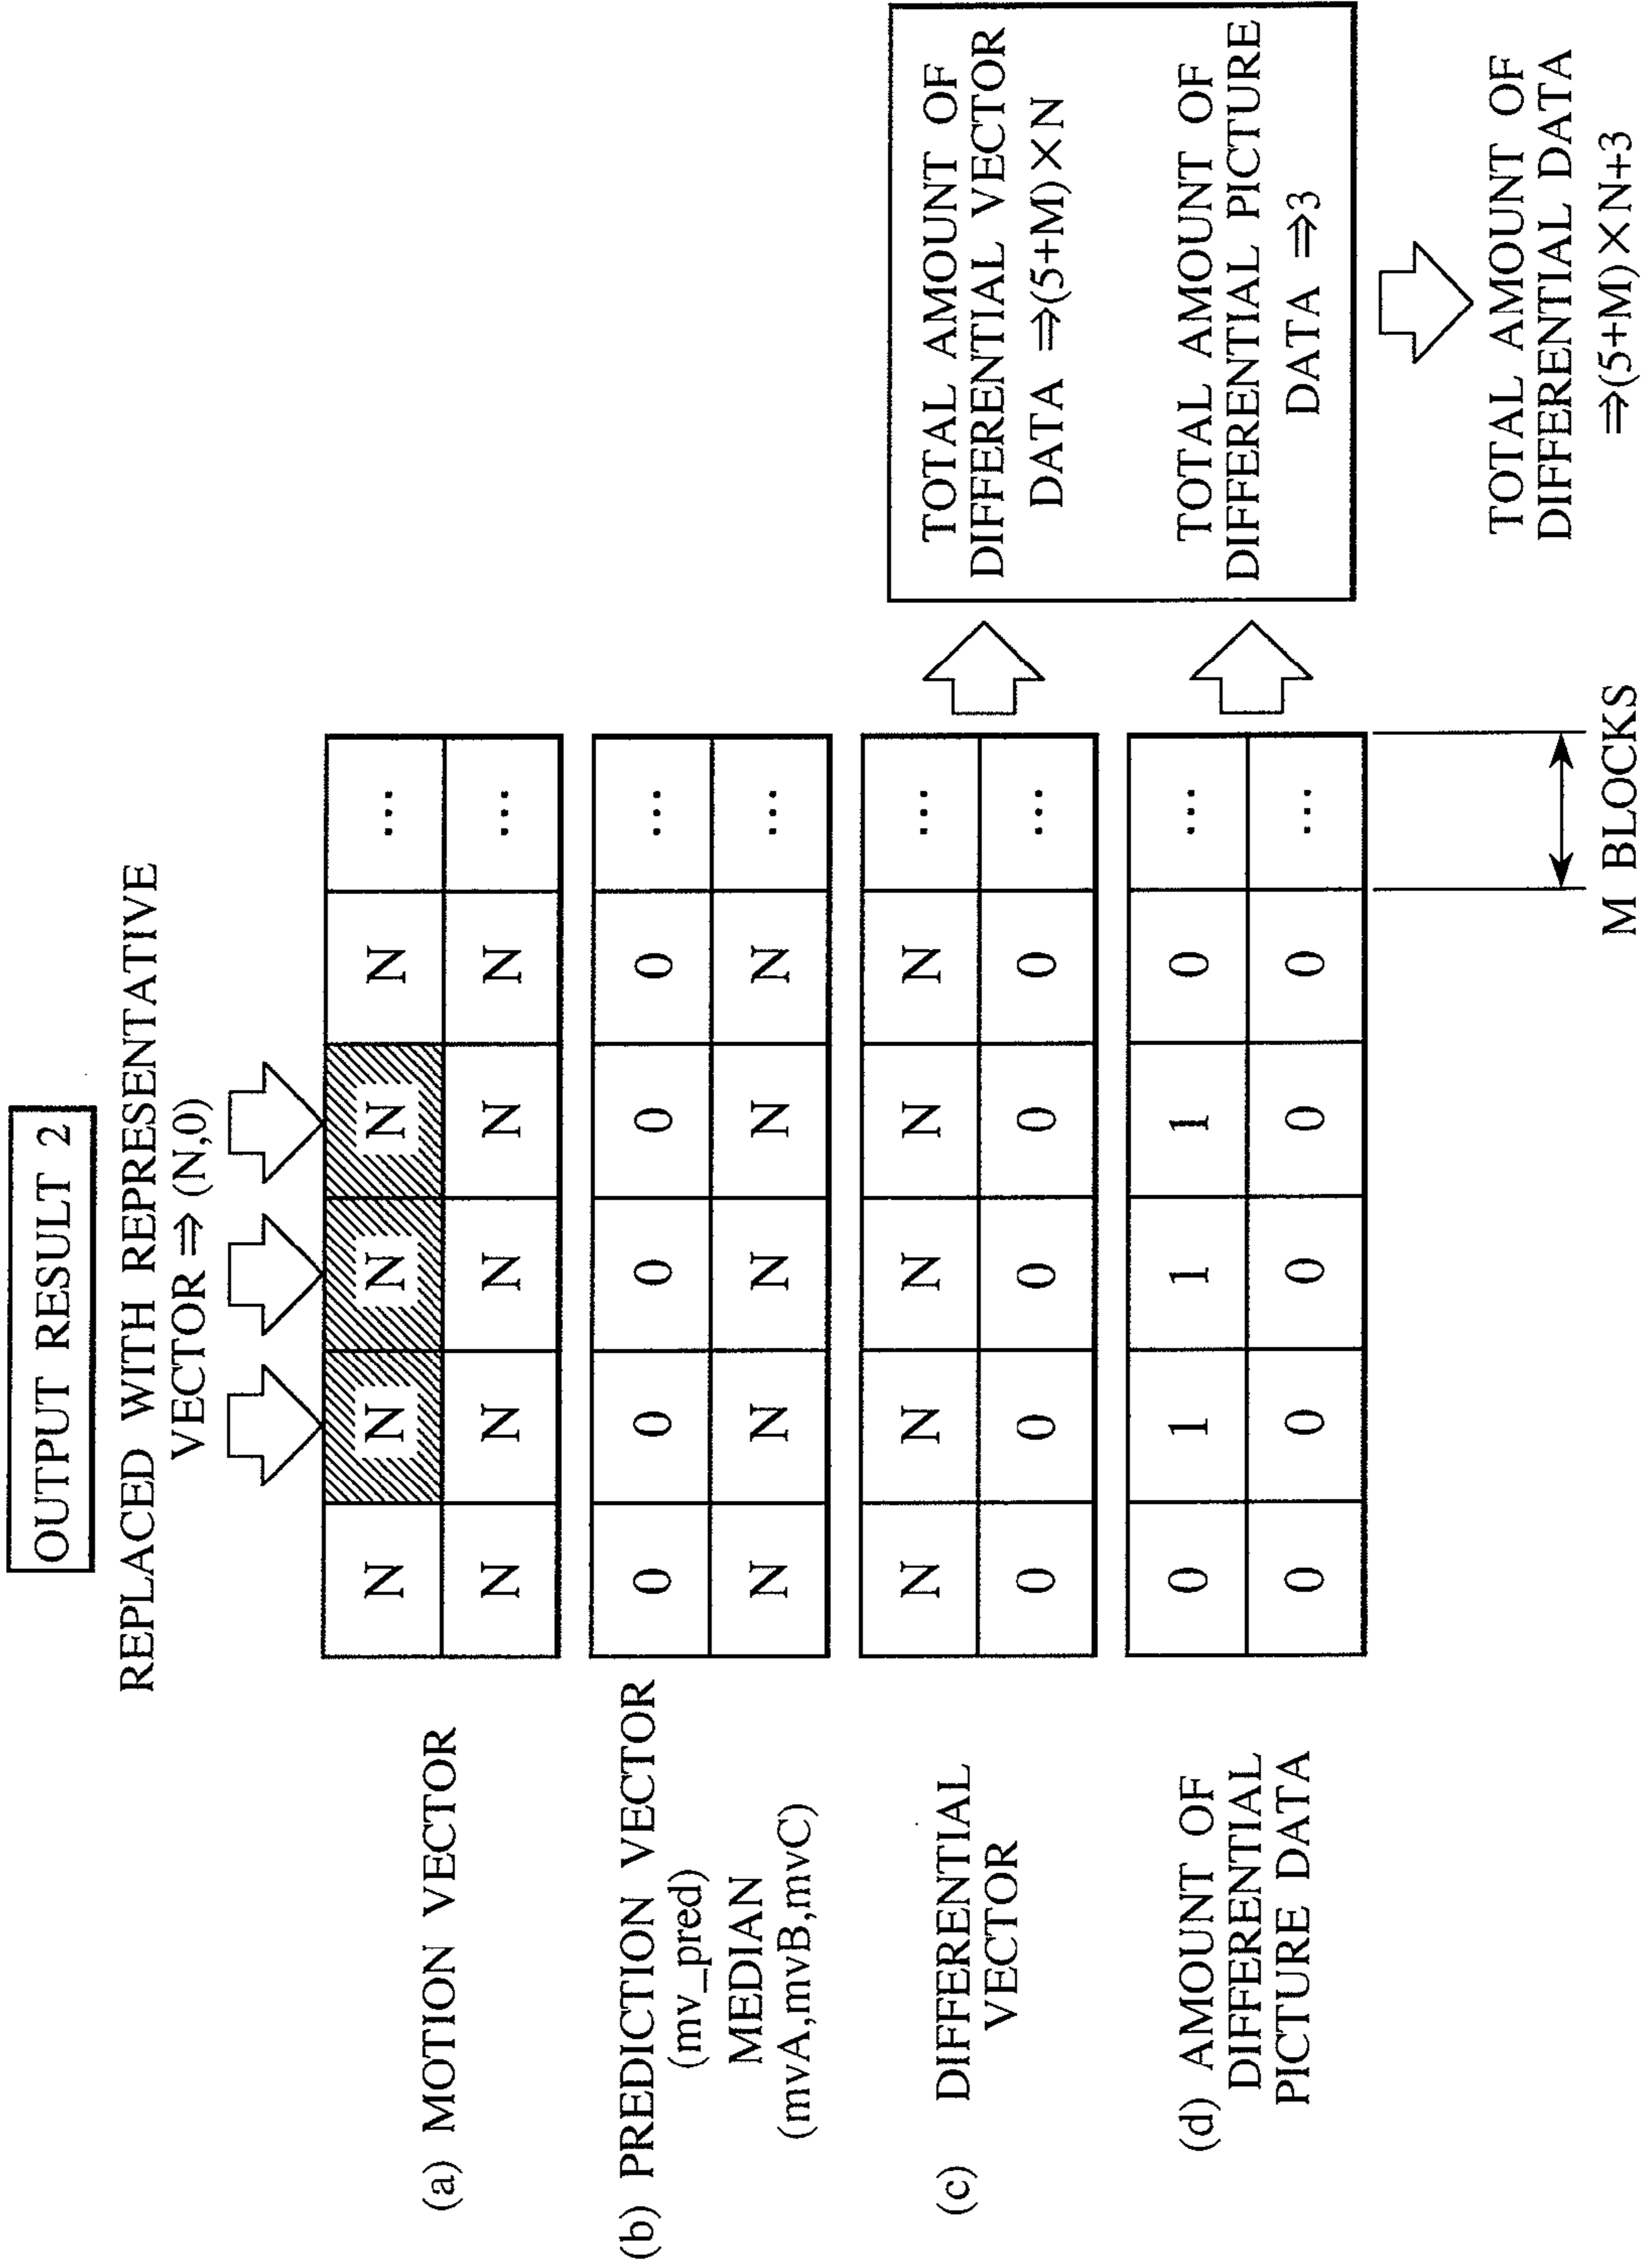 OUTPUT RESULT 2
REPLACED WITH REPRESENTATIVE
VECTOR ⇒ (N,0)
(a) MOTION VECTOR
N N N N N ...
N N N N N ...
(b) PREDICTION VECTOR
(mv_pred)
MEDIAN
(mvA,mvB,mvC)
0 0 0 0 0 ...
N N N N N ...
(c) DIFFERENTIAL
VECTOR
N N N N N ...
0 0 0 0 0 ...
(d) AMOUNT OF
DIFFERENTIAL
PICTURE DATA
0 1 1 1 0 ...
0 0 0 0 0 ...
M BLOCKS
TOTAL AMOUNT OF
DIFFERENTIAL VECTOR
DATA ⇒(5+M)×N
TOTAL AMOUNT OF
DIFFERENTIAL PICTURE
DATA ⇒3
TOTAL AMOUNT OF
DIFFERENTIAL DATA
⇒(5+M)×N+3